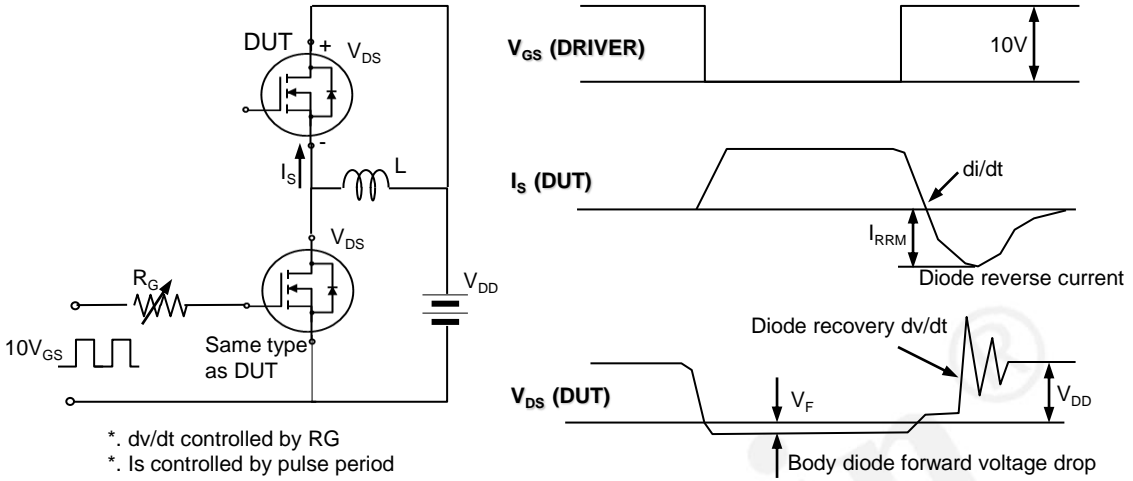 DUT
+
V_DS
-
I_S
L
V_DS
R_G
V_DD
10V_GS
Same type
as DUT
*. dv/dt controlled by RG
*. Is controlled by pulse period
V_GS (DRIVER)
10V
I_S (DUT)
di/dt
I_RRM
Diode reverse current
Diode recovery dv/dt
V_DS (DUT)
V_F
V_DD
Body diode forward voltage drop